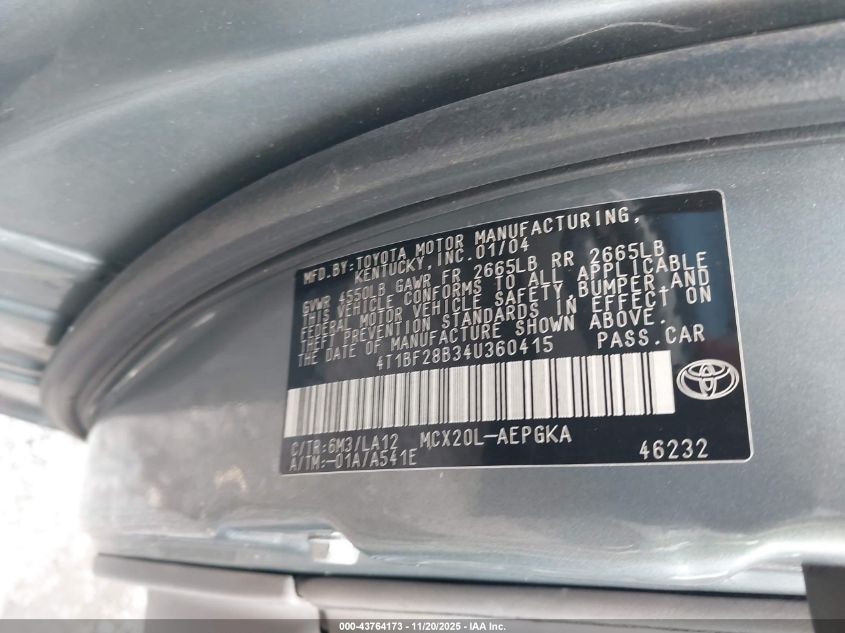 MFD.BY:TOYOTA MOTOR MANUFACTURING,
KENTUCKY, INC.01/04
GVWR 4550LB GAWR FR 2665LB RR 2665LB
THIS VEHICLE CONFORMS TO ALL APPLICABLE
FEDERAL MOTOR VEHICLE SAFETY, BUMPER, AND
THEFT PREVENTION STANDARDS IN EFFECT ON
THE DATE OF MANUFACTURE SHOWN ABOVE.
4T1BF28B34U360415 PASS.CAR
C/TR:6M3/LA12 MCX20L-AEPGKA
A/TM:-01A/A541E 46232
000-43764173 - 11/20/2025 - IAA Inc.